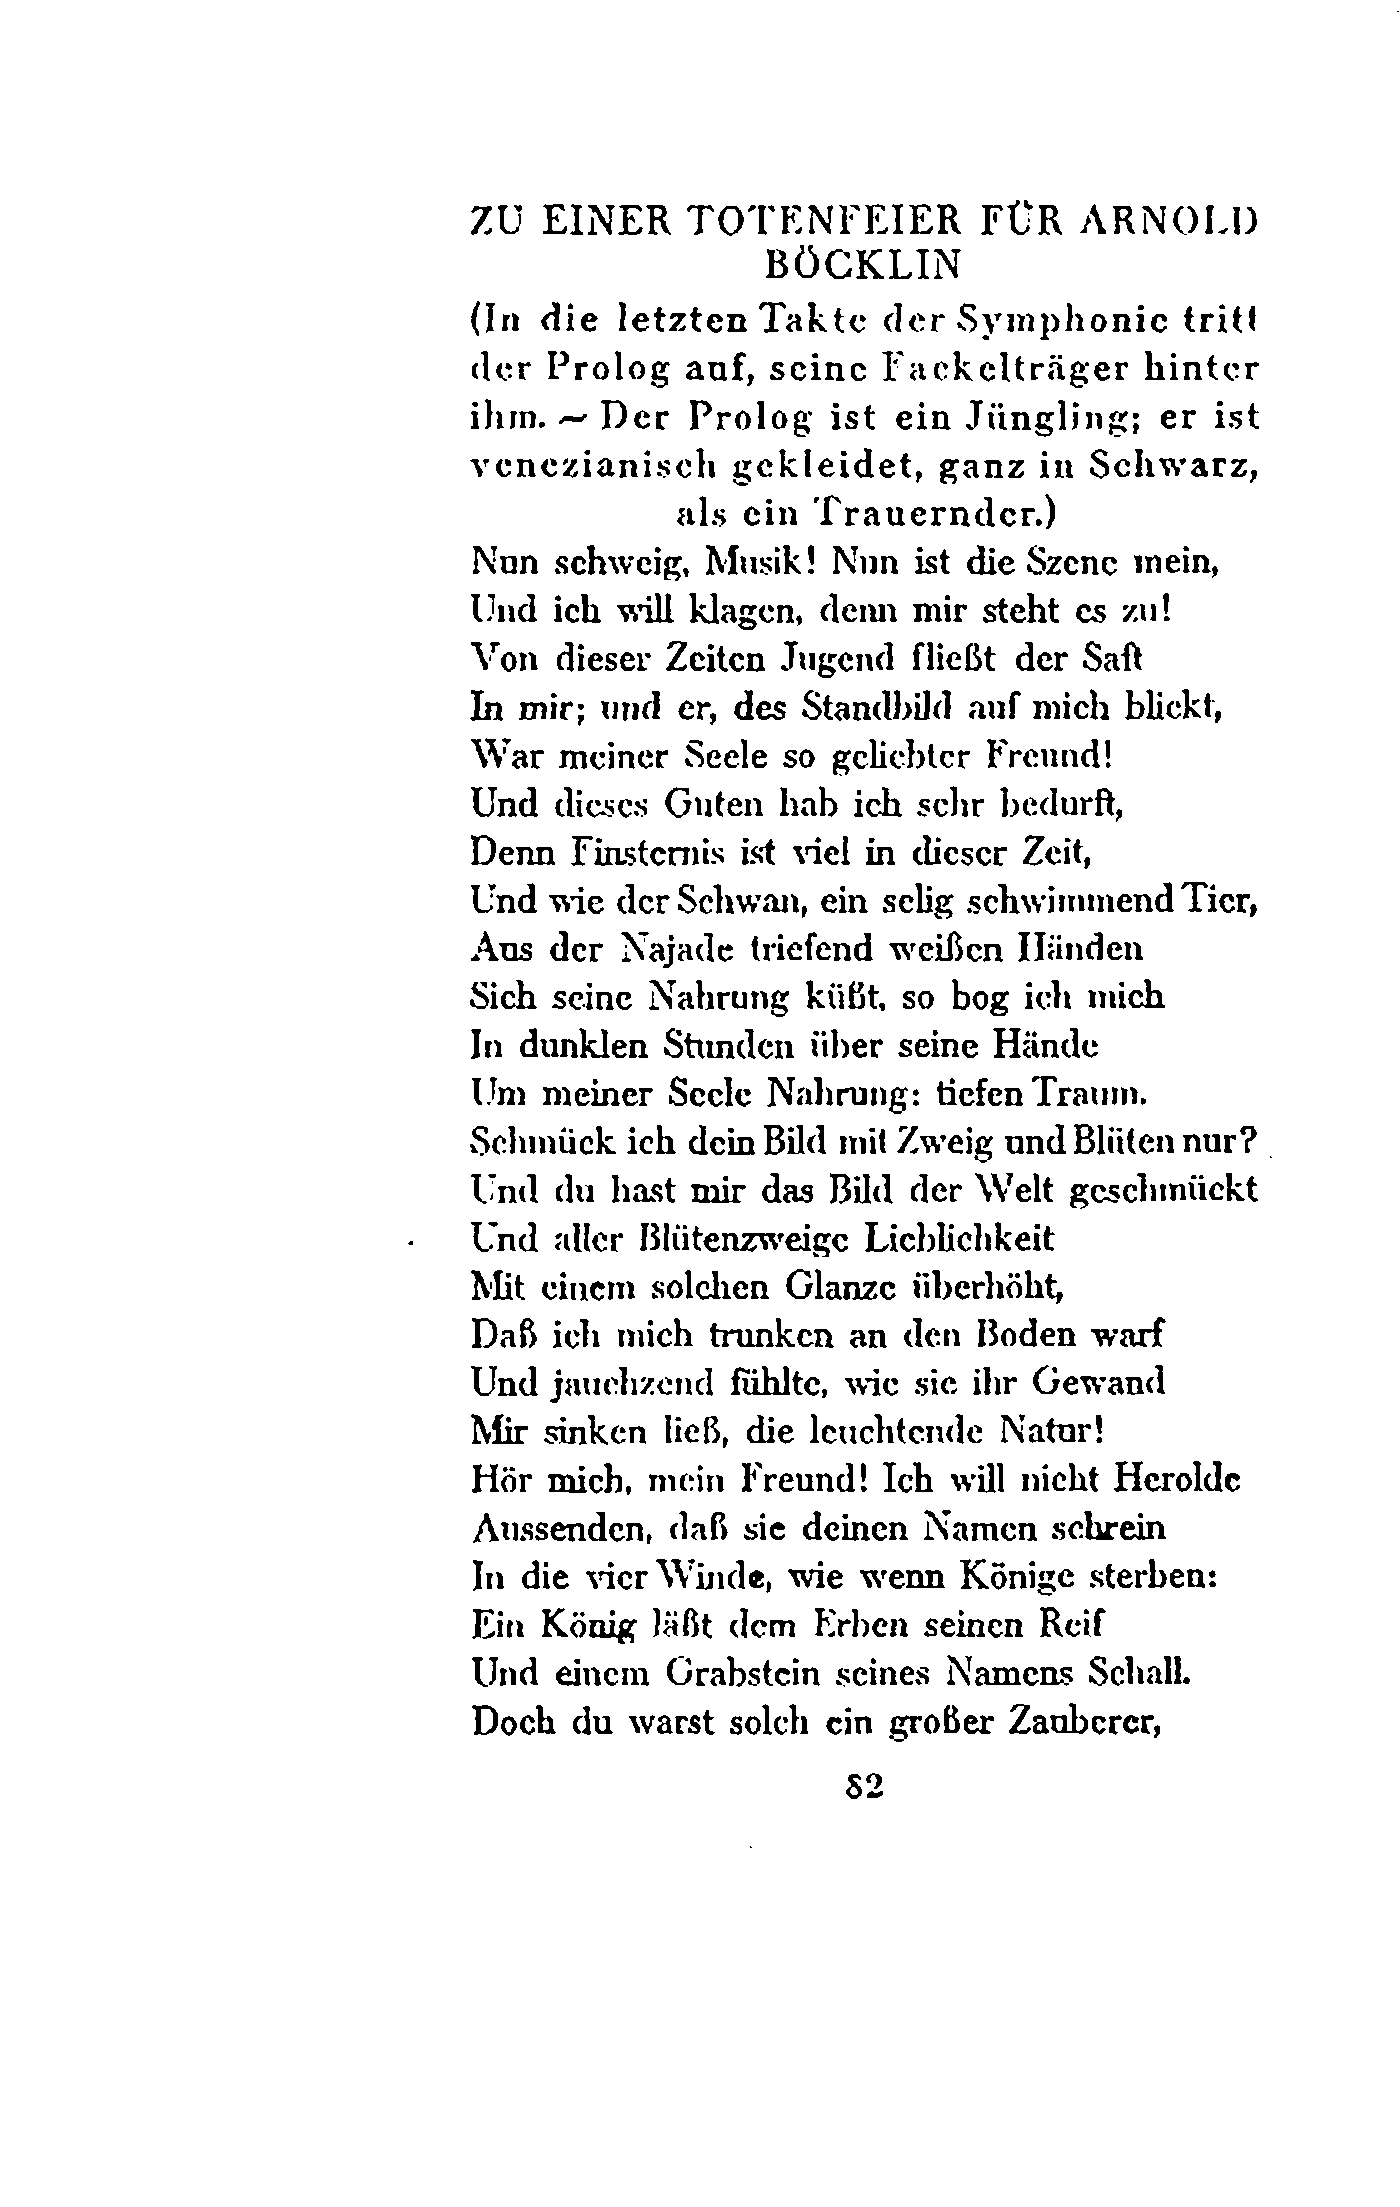 ZU EINER TOTENFEIER FÜR ARNOLD
BÖCKLIN
(In die letzten Takte der Symphonie tritt
der Prolog auf, seine Fackelträger hinter
ihm. ~ Der Prolog ist ein Jüngling; er ist
venezianisch gekleidet, ganz in Schwarz,
als ein Trauernder.)
Nun schweig, Musik! Nun ist die Szene mein,
Und ich will klagen, denn mir steht es zu!
Von dieser Zeiten Jugend fließt der Saft
In mir; und er, des Standbild auf mich blickt,
War meiner Seele so geliebter Freund!
Und dieses Guten hab ich sehr bedurft,
Denn Finsternis ist viel in dieser Zeit,
Und wie der Schwan, ein selig schwimmend Tier,
Aus der Najade triefend weißen Händen
Sich seine Nahrung küßt, so bog ich mich
In dunklen Stunden über seine Hände
Um meiner Seele Nahrung: tiefen Traum.
Schmück ich dein Bild mit Zweig und Blüten nur?
Und du hast mir das Bild der Welt geschmückt
Und aller Blütenzweige Lieblichkeit
Mit einem solchen Glanze überhöht,
Daß ich mich trunken an den Boden warf
Und jauchzend fühlte, wie sie ihr Gewand
Mir sinken ließ, die leuchtende Natur!
Hör mich, mein Freund! Ich will nicht Herolde
Aussenden, daß sie deinen Namen schrein
In die vier Winde, wie wenn Könige sterben:
Ein König läßt dem Erben seinen Reif
Und einem Grabstein seines Namens Schall.
Doch du warst solch ein großer Zauberer,
82